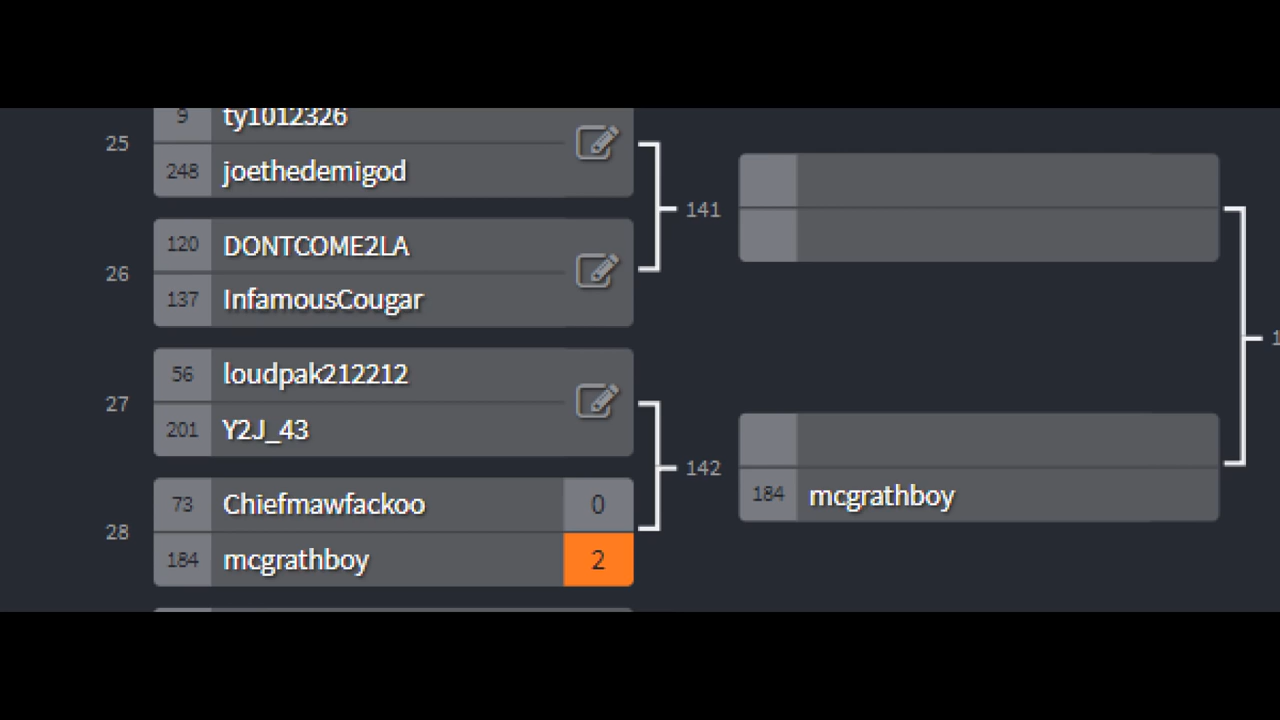 9 ty1012326
25
248 joethedemigod
141
120 DONTCOME2LA
26
137 InfamousCougar
56 loudpak212212
27
201 Y2J_43
142
184 mcgrathboy
73 Chiefmawfackoo 0
28
184 mcgrathboy 2